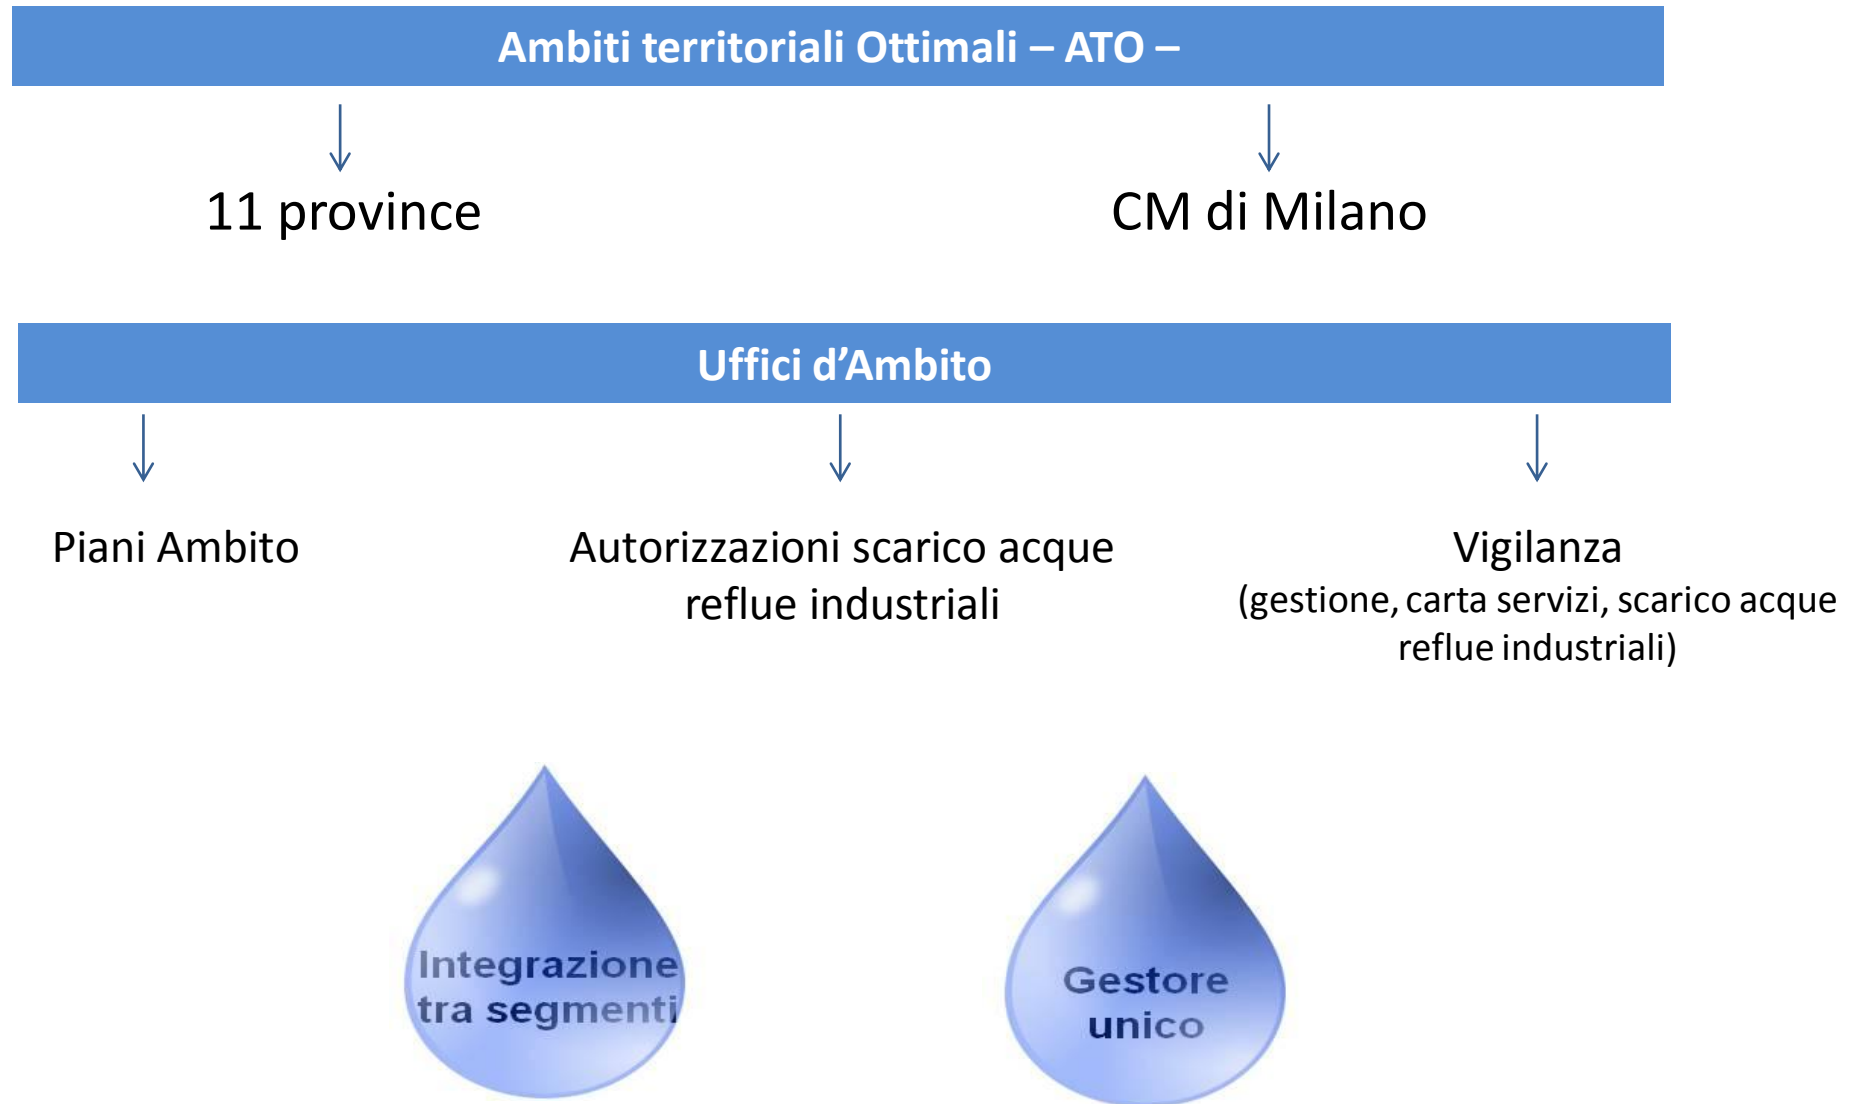 Ambiti territoriali Ottimali – ATO –
11 province
CM di Milano
Uffici d’Ambito
Piani Ambito
Autorizzazioni scarico acque
reflue industriali
Vigilanza
(gestione, carta servizi, scarico acque
reflue industriali)
Integrazione
tra segmenti
Gestore
unico